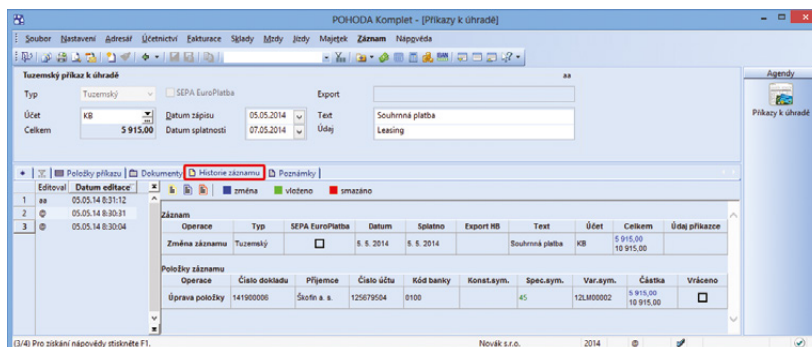 POHODA Komplet - [Příkazy k úhradě]
Soubor Nastavení Adresář Účetnictví Fakturace Sklady Mzdy Jízdy Majetek Záznam Nápověda
Tuzemský příkaz k úhradě aa
Typ Tuzemský SEPA EuroPlatba Export
Účet KB Datum zápisu 05.05.2014 Text Souhrnná platba
Celkem 5 915,00 Datum splatnosti 07.05.2014 Údaj Leasing
Agendy
Příkazy k úhradě
Položky příkazu Dokumenty Historie záznamu Poznámky
Editoval Datum editace
změna vloženo smazáno
1 aa 05.05.14 8:31:12
2 @ 05.05.14 8:30:31
3 @ 05.05.14 8:30:04
Záznam
Operace Typ SEPA EuroPlatba Datum Splatno Export HB Text Účet Celkem Údaj příkazce
Změna záznamu Tuzemský 5. 5. 2014 5. 5. 2014 Souhrnná platba KB 5 915,00
10 915,00
Položky záznamu
Operace Číslo dokladu Příjemce Číslo účtu Kód banky Konst.sym. Spec.sym. Var.sym. Částka Vráceno
Úprava položky 141900006 Škofin a. s. 125679504 0100 45 12LM00002 5 915,00
10 915,00
(3/4) Pro získání nápovědy stiskněte F1. Novák s.r.o. 2014 @